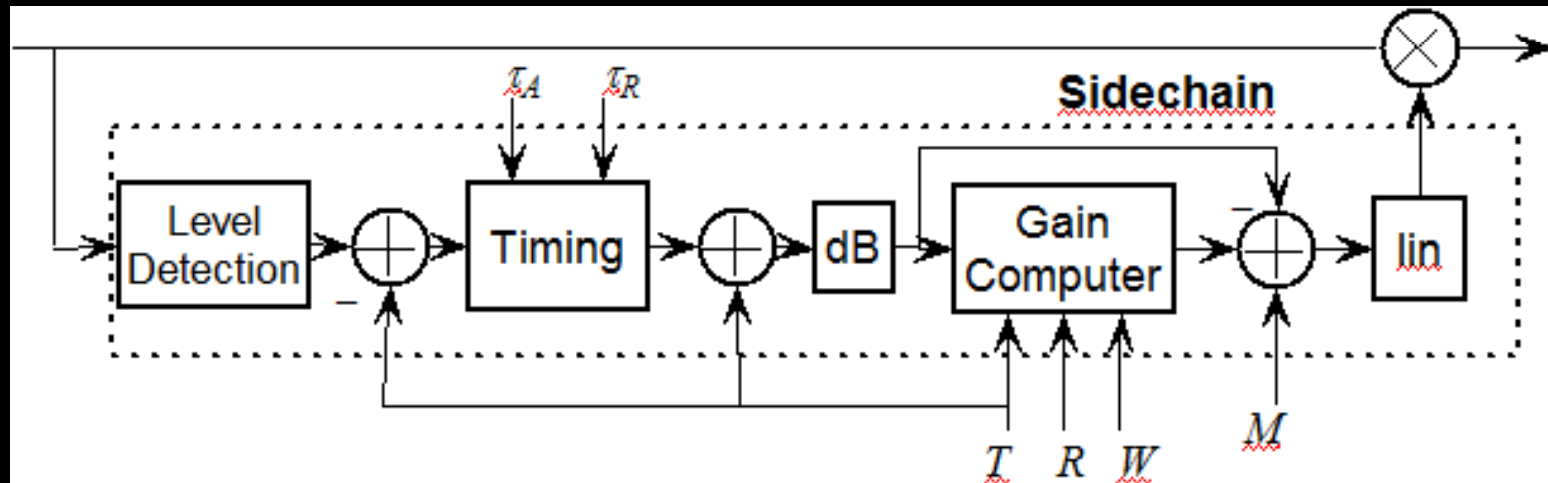 τA τR
Sidechain
Level
Detection
−
Timing
dB
Gain
Computer
−
lin
T R W M